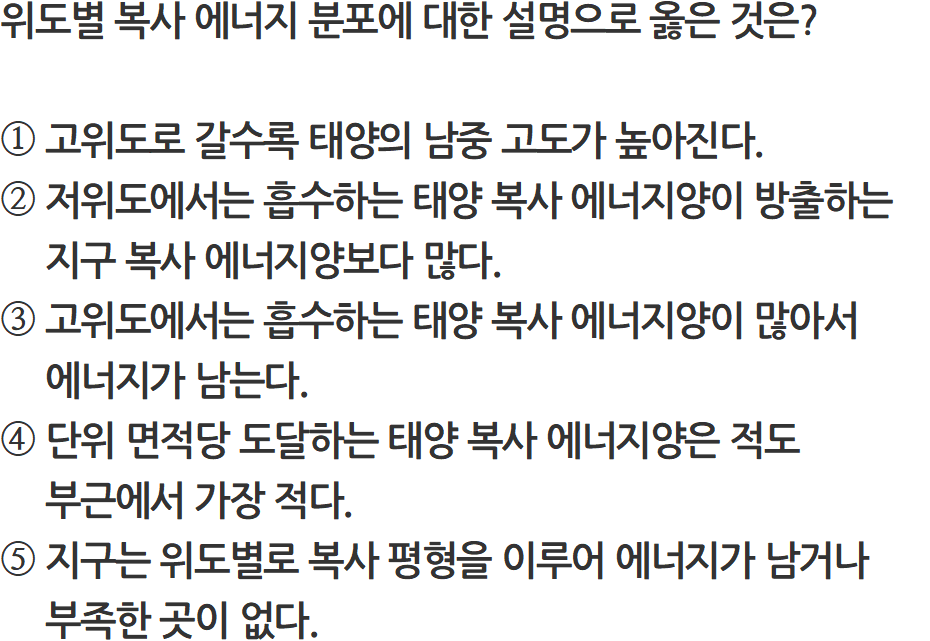 위도별 복사 에너지 분포에 대한 설명으로 옳은 것은?
① 고위도로 갈수록 태양의 남중 고도가 높아진다.
② 저위도에서는 흡수하는 태양 복사 에너지양이 방출하는
지구 복사 에너지양보다 많다.
③ 고위도에서는 흡수하는 태양 복사 에너지양이 많아서
에너지가 남는다.
④ 단위 면적당 도달하는 태양 복사 에너지양은 적도
부근에서 가장 적다.
⑤ 지구는 위도별로 복사 평형을 이루어 에너지가 남거나
부족한 곳이 없다.